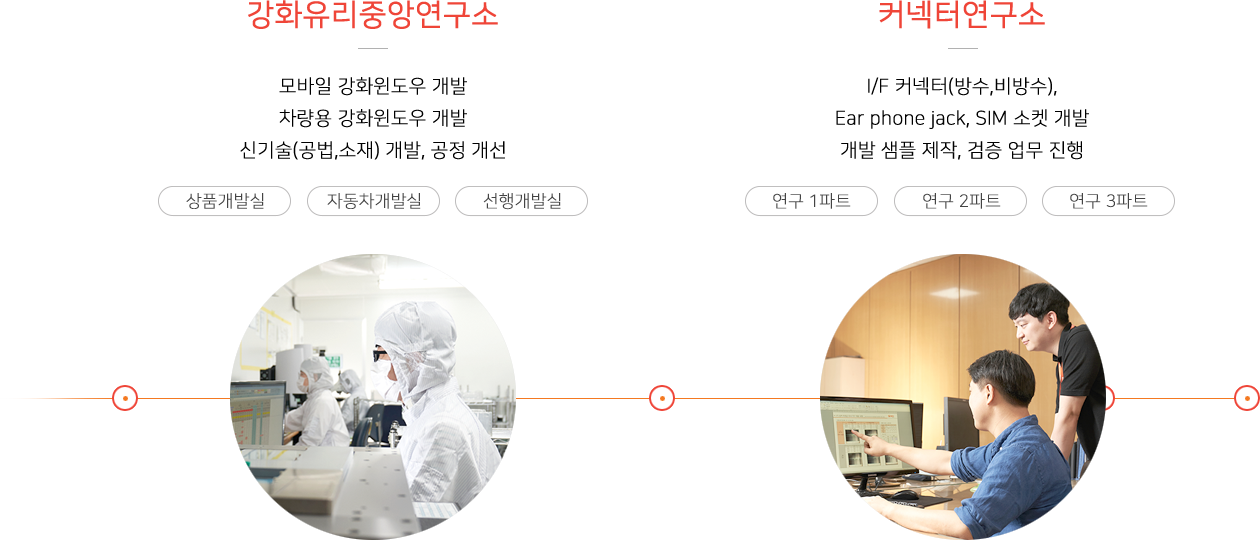 강화유리중앙연구소
모바일 강화윈도우 개발
차량용 강화윈도우 개발
신기술(공법,소재) 개발, 공정 개선
상품개발실
자동차개발실
선행개발실
커넥터연구소
I/F 커넥터(방수,비방수),
Ear phone jack, SIM 소켓 개발
개발 샘플 제작, 검증 업무 진행
연구 1파트
연구 2파트
연구 3파트